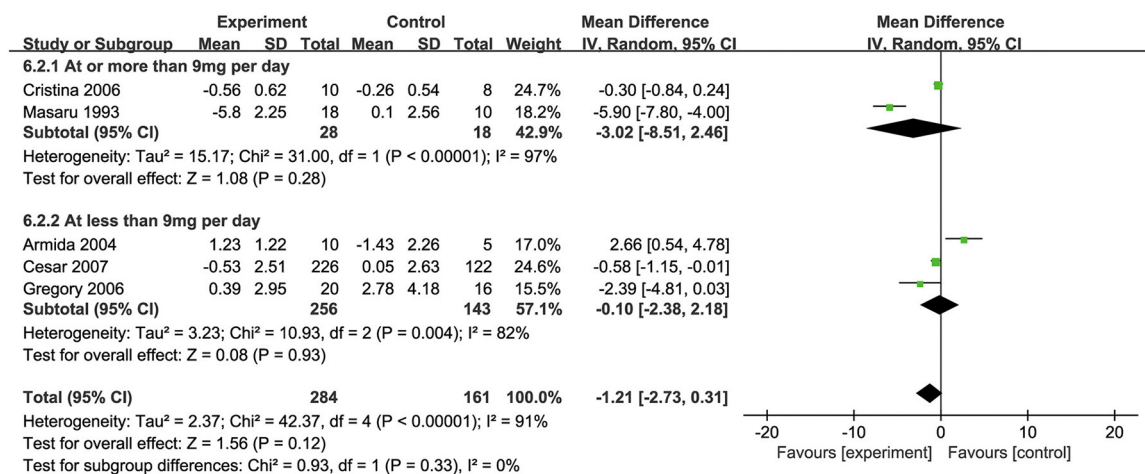 Experiment Control Mean Difference Mean Difference
Study or Subgroup Mean SD Total Mean SD Total Weight IV, Random, 95% CI IV, Random, 95% CI
6.2.1 At or more than 9mg per day
Cristina 2006 -0.56 0.62 10 -0.26 0.54 8 24.7% -0.30 [-0.84, 0.24]
Masaru 1993 -5.8 2.25 18 0.1 2.56 10 18.2% -5.90 [-7.80, -4.00]
Subtotal (95% CI) 28 18 42.9% -3.02 [-8.51, 2.46]
Heterogeneity: Tau² = 15.17; Chi² = 31.00, df = 1 (P < 0.00001); I² = 97%
Test for overall effect: Z = 1.08 (P = 0.28)
6.2.2 At less than 9mg per day
Armida 2004 1.23 1.22 10 -1.43 2.26 5 17.0% 2.66 [0.54, 4.78]
Cesar 2007 -0.53 2.51 226 0.05 2.63 122 24.6% -0.58 [-1.15, -0.01]
Gregory 2006 0.39 2.95 20 2.78 4.18 16 15.5% -2.39 [-4.81, 0.03]
Subtotal (95% CI) 256 143 57.1% -0.10 [-2.38, 2.18]
Heterogeneity: Tau² = 3.23; Chi² = 10.93, df = 2 (P = 0.004); I² = 82%
Test for overall effect: Z = 0.08 (P = 0.93)
Total (95% CI) 284 161 100.0% -1.21 [-2.73, 0.31]
Heterogeneity: Tau² = 2.37; Chi² = 42.37, df = 4 (P < 0.00001); I² = 91%
Test for overall effect: Z = 1.56 (P = 0.12)
Test for subgroup differences: Chi² = 0.93, df = 1 (P = 0.33), I² = 0%
-20 -10 0 10 20
Favours [experiment] Favours [control]